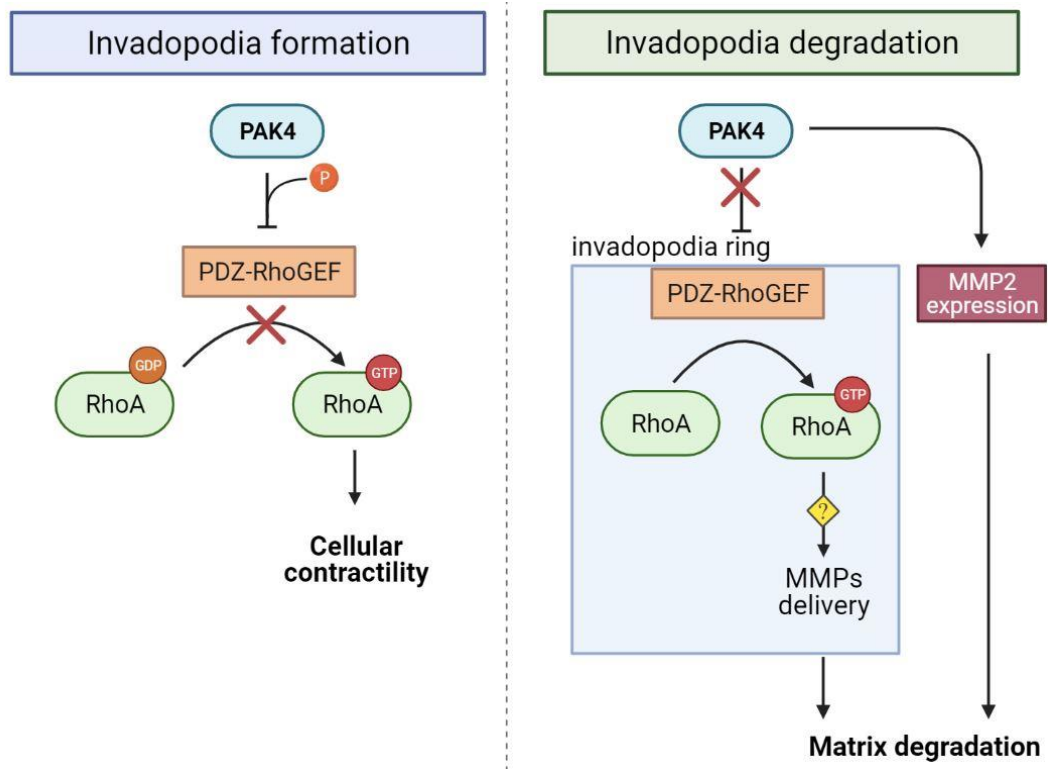 Invadopodia formation
PAK4
P
PDZ-RhoGEF
GDP
RhoA
GTP
RhoA
Cellular
contractility
Invadopodia degradation
PAK4
invadopodia ring
PDZ-RhoGEF
MMP2
expression
RhoA
GTP
RhoA
?
MMPs
delivery
Matrix degradation